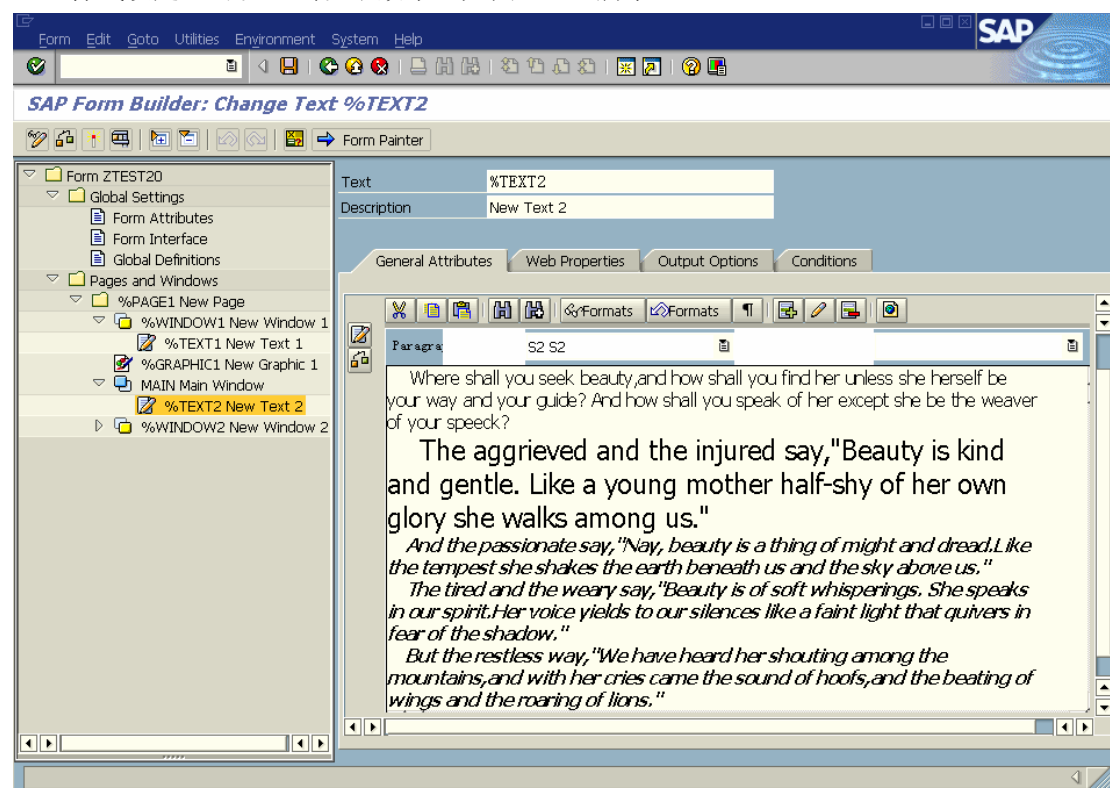 Form Edit Goto Utilities Environment System Help
SAP
SAP Form Builder: Change Text %TEXT2
Form Painter
Form ZTEST20
Global Settings
Form Attributes
Form Interface
Global Definitions
Pages and Windows
%PAGE1 New Page
%WINDOW1 New Window 1
%TEXT1 New Text 1
%GRAPHIC1 New Graphic 1
MAIN Main Window
%TEXT2 New Text 2
%WINDOW2 New Window 2
Text %TEXT2
Description New Text 2
General Attributes Web Properties Output Options Conditions
Formats Formats
Paragra S2 S2
Where shall you seek beauty,and how shall you find her unless she herself be
your way and your guide? And how shall you speak of her except she be the weaver
of your speeck?
The aggrieved and the injured say,"Beauty is kind
and gentle. Like a young mother half-shy of her own
glory she walks among us."
And the passionate say,"Nay, beauty is a thing of might and dread.Like
the tempest she shakes the earth beneath us and the sky above us."
The tired and the weary say,"Beauty is of soft whisperings. She speaks
in our spirit.Her voice yields to our silences like a faint light that quivers in
fear of the shadow."
But the restless way,"We have heard her shouting among the
mountains,and with her cries came the sound of hoofs,and the beating of
wings and the roaring of lions."